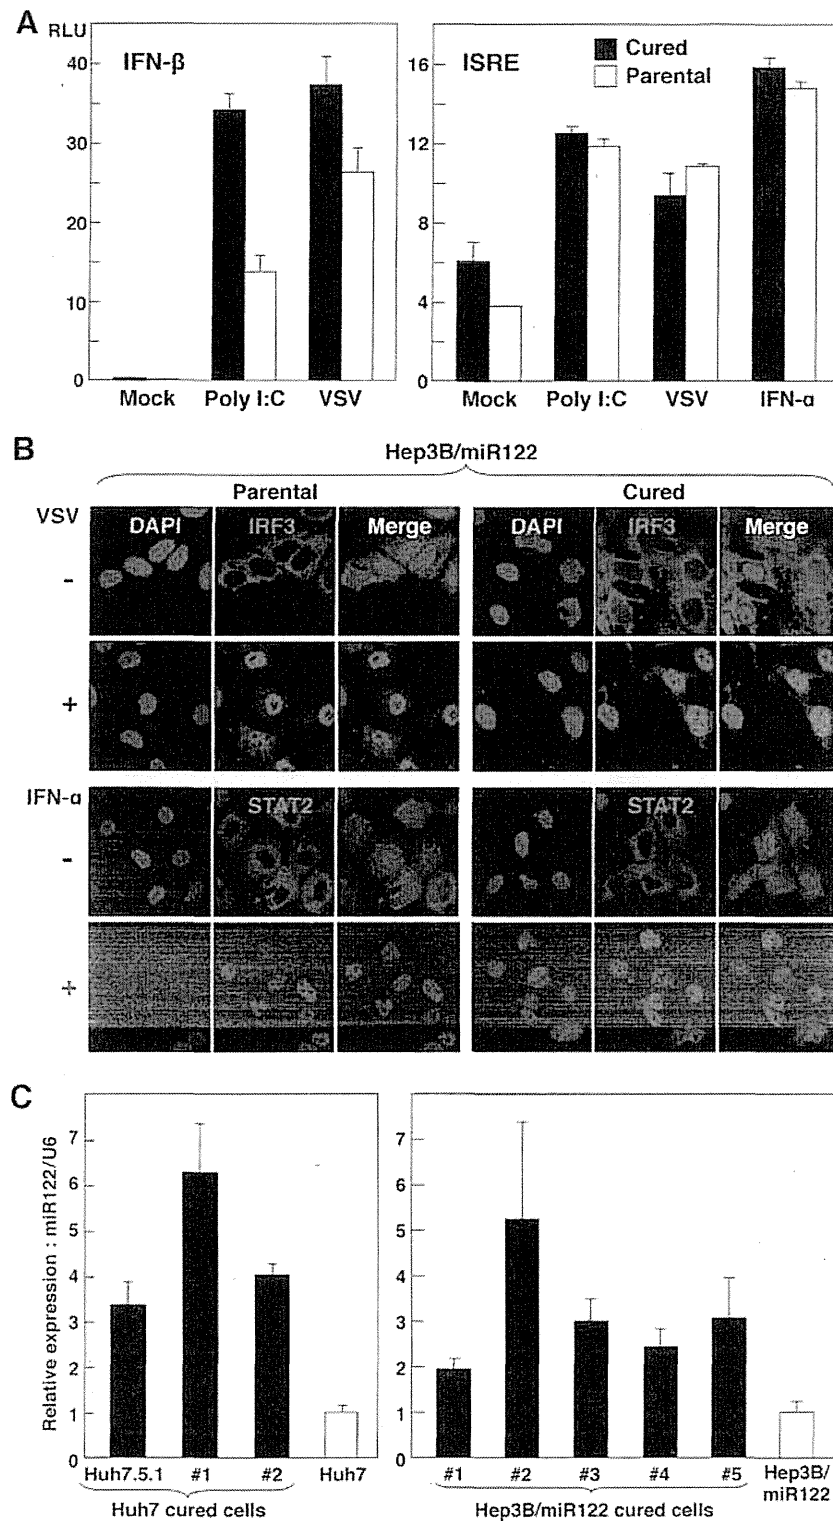 A
RLU
IFN-β
40
30
20
10
0
Mock Poly I:C VSV
ISRE
Cured
Parental
16
12
8
4
0
Mock Poly I:C VSV IFN-α
B
Hep3B/miR122
Parental Cured
VSV
DAPI IRF3 Merge DAPI IRF3 Merge
-
+
IFN-α
STAT2 STAT2
-
+
C
Relative expression : miR122/U6
7
6
5
4
3
2
1
0
Huh7.5.1 #1 #2 Huh7
Huh7 cured cells
7
6
5
4
3
2
1
0
#1 #2 #3 #4 #5 Hep3B/
miR122
Hep3B/miR122 cured cells